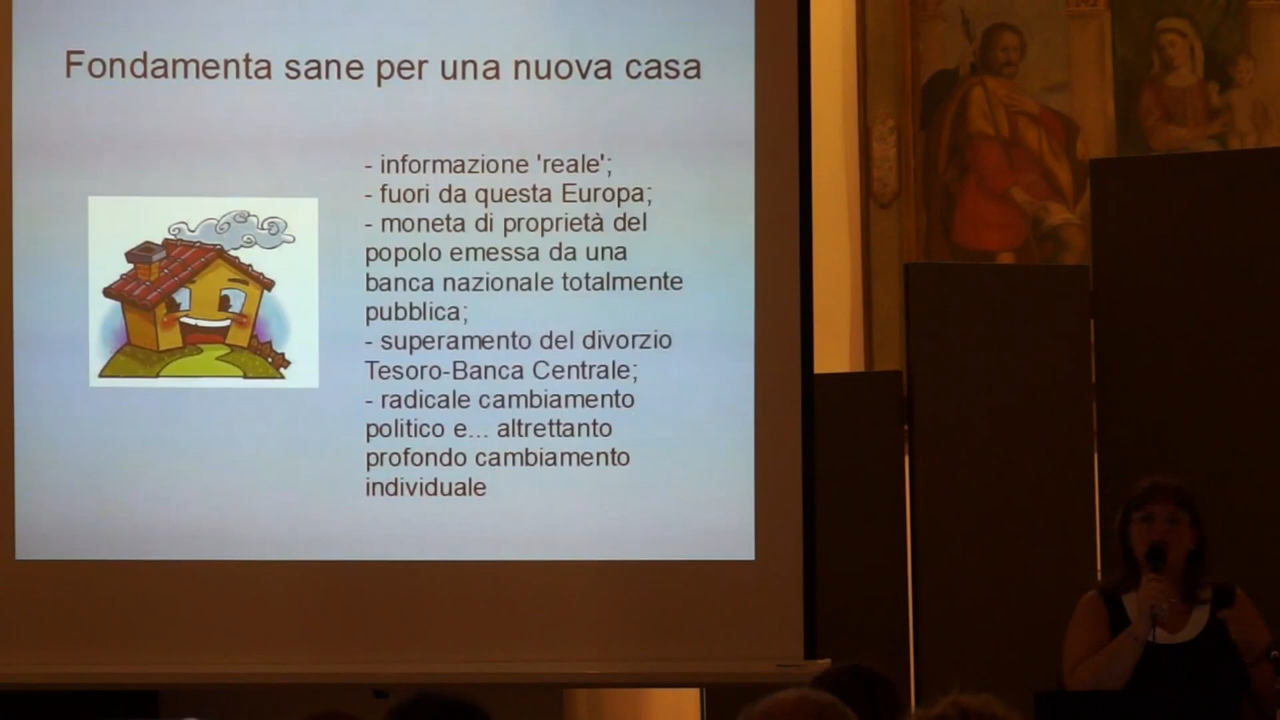 Fondamenta sane per una nuova casa
- informazione 'reale';
- fuori da questa Europa;
- moneta di proprietà del
popolo emessa da una
banca nazionale totalmente
pubblica;
- superamento del divorzio
Tesoro-Banca Centrale;
- radicale cambiamento
politico e... altrettanto
profondo cambiamento
individuale